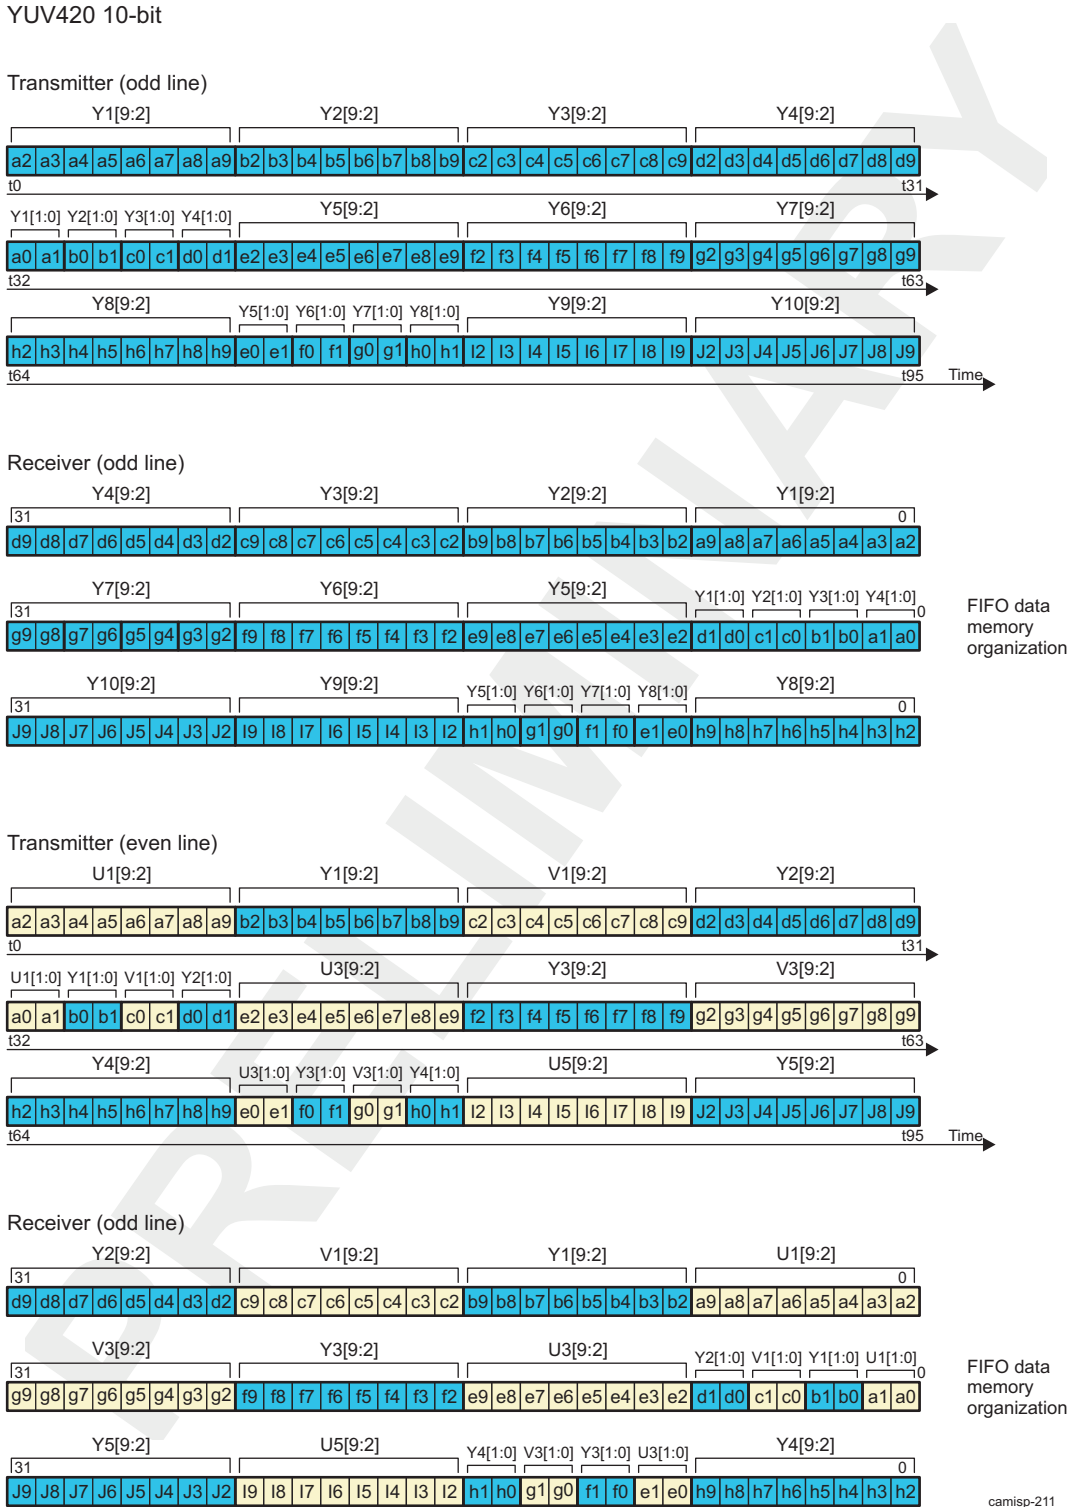 YUV420 10-bit
Transmitter (odd line)
Y1[9:2] Y2[9:2] Y3[9:2] Y4[9:2]
a2 a3 a4 a5 a6 a7 a8 a9 b2 b3 b4 b5 b6 b7 b8 b9 c2 c3 c4 c5 c6 c7 c8 c9 d2 d3 d4 d5 d6 d7 d8 d9
t0 t31
Y1[1:0] Y2[1:0] Y3[1:0] Y4[1:0] Y5[9:2] Y6[9:2] Y7[9:2]
a0 a1 b0 b1 c0 c1 d0 d1 e2 e3 e4 e5 e6 e7 e8 e9 f2 f3 f4 f5 f6 f7 f8 f9 g2 g3 g4 g5 g6 g7 g8 g9
t32 t63
Y8[9:2] Y5[1:0] Y6[1:0] Y7[1:0] Y8[1:0] Y9[9:2] Y10[9:2]
h2 h3 h4 h5 h6 h7 h8 h9 e0 e1 f0 f1 g0 g1 h0 h1 I2 I3 I4 I5 I6 I7 I8 I9 J2 J3 J4 J5 J6 J7 J8 J9
t64 t95 Time
Receiver (odd line)
Y4[9:2] Y3[9:2] Y2[9:2] Y1[9:2]
31 0
d9 d8 d7 d6 d5 d4 d3 d2 c9 c8 c7 c6 c5 c4 c3 c2 b9 b8 b7 b6 b5 b4 b3 b2 a9 a8 a7 a6 a5 a4 a3 a2
Y7[9:2] Y6[9:2] Y5[9:2] Y1[1:0] Y2[1:0] Y3[1:0] Y4[1:0]
31 0
g9 g8 g7 g6 g5 g4 g3 g2 f9 f8 f7 f6 f5 f4 f3 f2 e9 e8 e7 e6 e5 e4 e3 e2 d1 d0 c1 c0 b1 b0 a1 a0
FIFO data
memory
organization
Y10[9:2] Y9[9:2] Y5[1:0] Y6[1:0] Y7[1:0] Y8[1:0] Y8[9:2]
31 0
J9 J8 J7 J6 J5 J4 J3 J2 I9 I8 I7 I6 I5 I4 I3 I2 h1 h0 g1 g0 f1 f0 e1 e0 h9 h8 h7 h6 h5 h4 h3 h2
Transmitter (even line)
U1[9:2] Y1[9:2] V1[9:2] Y2[9:2]
a2 a3 a4 a5 a6 a7 a8 a9 b2 b3 b4 b5 b6 b7 b8 b9 c2 c3 c4 c5 c6 c7 c8 c9 d2 d3 d4 d5 d6 d7 d8 d9
t0 t31
U1[1:0] Y1[1:0] V1[1:0] Y2[1:0] U3[9:2] Y3[9:2] V3[9:2]
a0 a1 b0 b1 c0 c1 d0 d1 e2 e3 e4 e5 e6 e7 e8 e9 f2 f3 f4 f5 f6 f7 f8 f9 g2 g3 g4 g5 g6 g7 g8 g9
t32 t63
Y4[9:2] U3[1:0] Y3[1:0] V3[1:0] Y4[1:0] U5[9:2] Y5[9:2]
h2 h3 h4 h5 h6 h7 h8 h9 e0 e1 f0 f1 g0 g1 h0 h1 I2 I3 I4 I5 I6 I7 I8 I9 J2 J3 J4 J5 J6 J7 J8 J9
t64 t95 Time
Receiver (odd line)
Y2[9:2] V1[9:2] Y1[9:2] U1[9:2]
31 0
d9 d8 d7 d6 d5 d4 d3 d2 c9 c8 c7 c6 c5 c4 c3 c2 b9 b8 b7 b6 b5 b4 b3 b2 a9 a8 a7 a6 a5 a4 a3 a2
V3[9:2] Y3[9:2] U3[9:2] Y2[1:0] V1[1:0] Y1[1:0] U1[1:0]
31 0
g9 g8 g7 g6 g5 g4 g3 g2 f9 f8 f7 f6 f5 f4 f3 f2 e9 e8 e7 e6 e5 e4 e3 e2 d1 d0 c1 c0 b1 b0 a1 a0
FIFO data
memory
organization
Y5[9:2] U5[9:2] Y4[1:0] V3[1:0] Y3[1:0] U3[1:0] Y4[9:2]
31 0
J9 J8 J7 J6 J5 J4 J3 J2 I9 I8 I7 I6 I5 I4 I3 I2 h1 h0 g1 g0 f1 f0 e1 e0 h9 h8 h7 h6 h5 h4 h3 h2
camisp-211
PRELIMINARY